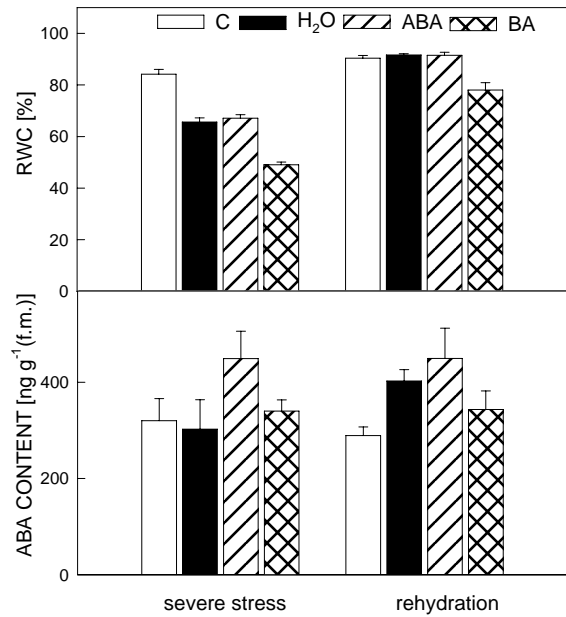 C H₂O ABA BA
RWC [%]
100
80
60
40
20
0
ABA CONTENT [ng g⁻¹(f.m.)]
400
200
0
severe stress rehydration